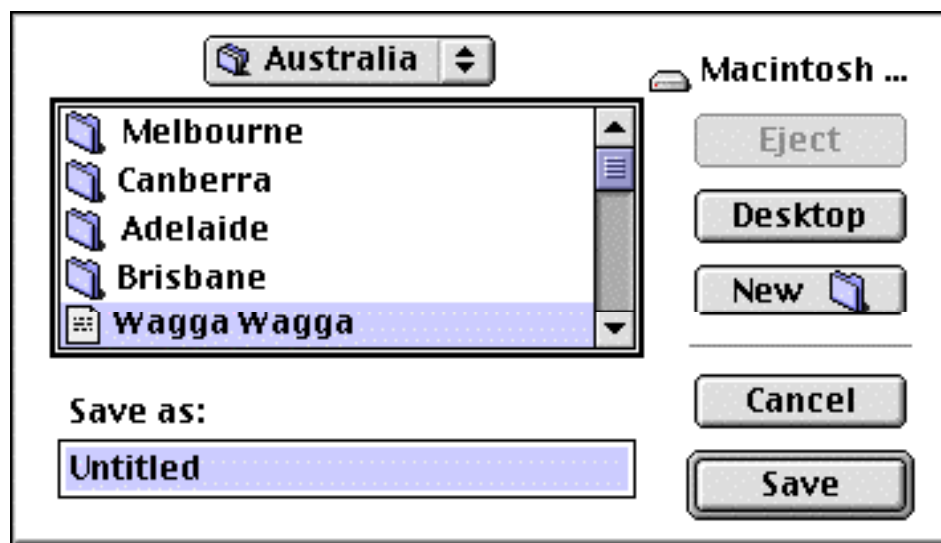 Australia
Macintosh ...
Melbourne
Canberra
Adelaide
Brisbane
Wagga Wagga
Eject
Desktop
New
Save as:
Untitled
Cancel
Save